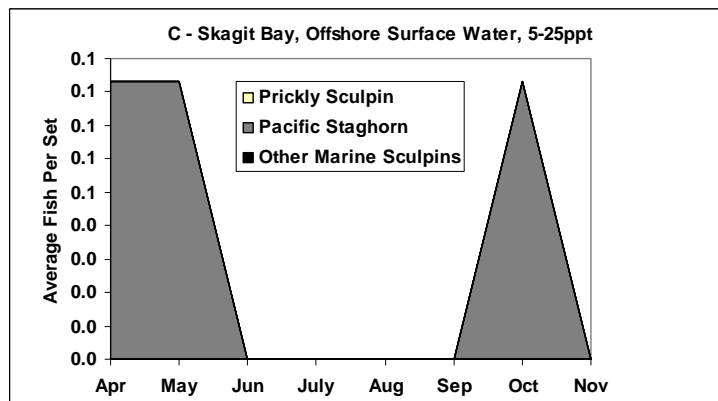 C - Skagit Bay, Offshore Surface Water, 5-25ppt
Average Fish Per Set
0.1
0.1
0.1
0.1
0.1
0.0
0.0
0.0
0.0
0.0
Prickly Sculpin
Pacific Staghorn
Other Marine Sculpins
Apr May Jun July Aug Sep Oct Nov